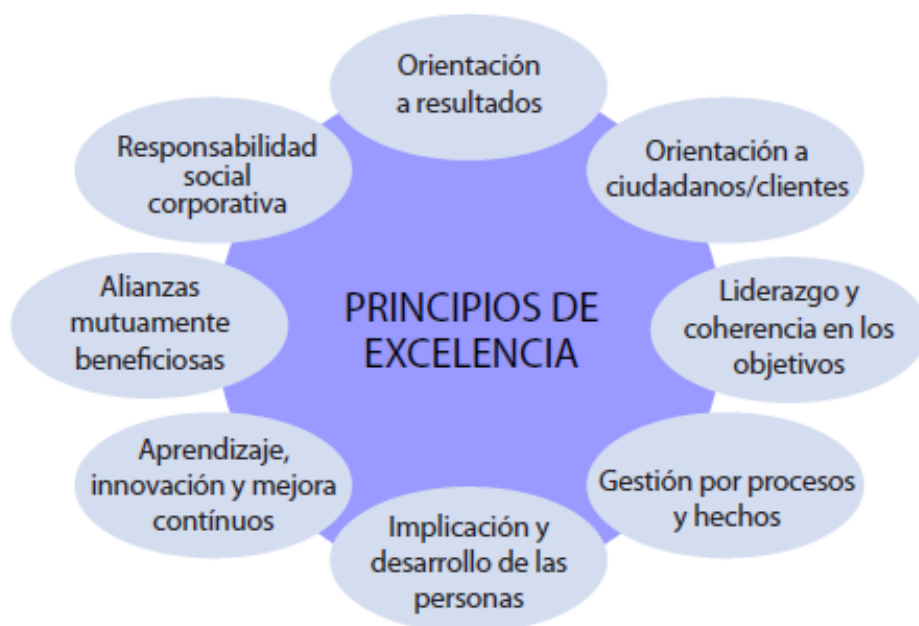 Orientación
a resultados
Orientación a
ciudadanos/clientes
Liderazgo y
coherencia en los
objetivos
Gestión por procesos
y hechos
Implicación y
desarrollo de las
personas
Aprendizaje,
innovación y mejora
contínuos
Alianzas
mutuamente
beneficiosas
Responsabilidad
social
corporativa
PRINCIPIOS DE
EXCELENCIA